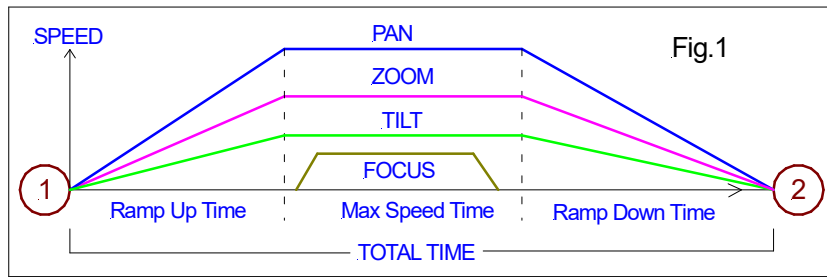 SPEED
PAN
Fig.1
ZOOM
TILT
FOCUS
1
2
Ramp Up Time
Max Speed Time
Ramp Down Time
TOTAL TIME